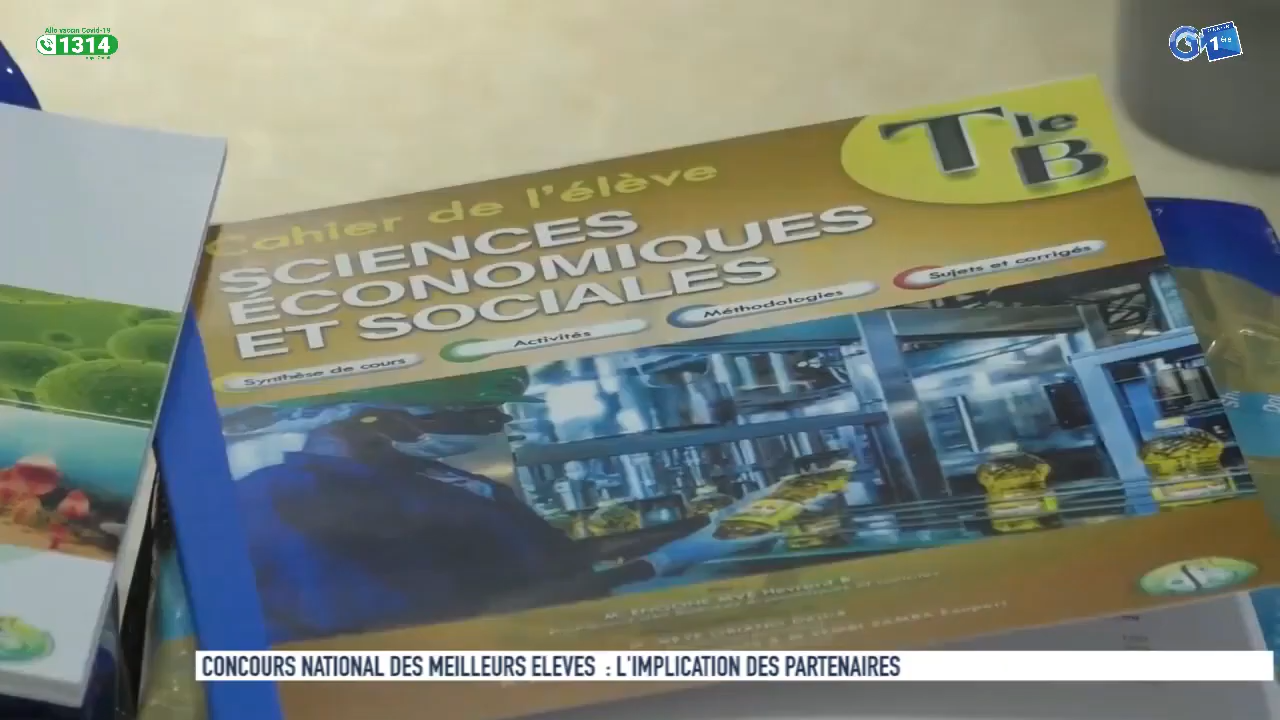 Allo vaccin Covid-19
1314
1ère
Tle
B
Cahier de l'élève
SCIENCES
ÉCONOMIQUES
ET SOCIALES
Synthèse de cours
Activités
Méthodologies
Sujets et corrigés
CONCOURS NATIONAL DES MEILLEURS ELEVES : L'IMPLICATION DES PARTENAIRES